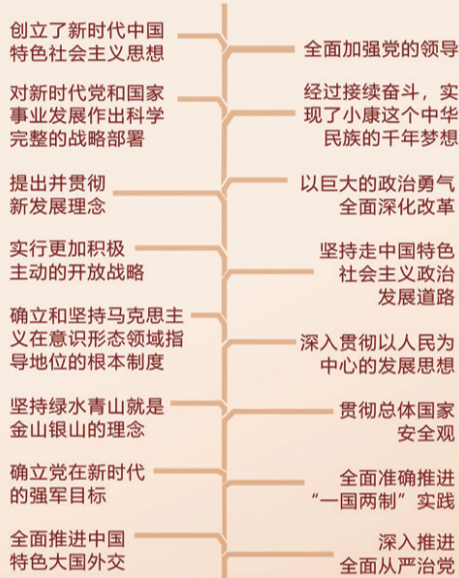 创立了新时代中国
特色社会主义思想
全面加强党的领导
对新时代党和国家
事业发展作出科学
完整的战略部署
经过接续奋斗，实
现了小康这个中华
民族的千年梦想
提出并贯彻
新发展理念
以巨大的政治勇气
全面深化改革
实行更加积极
主动的开放战略
坚持走中国特色
社会主义政治
发展道路
确立和坚持马克思主
义在意识形态领域指
导地位的根本制度
深入贯彻以人民为
中心的发展思想
坚持绿水青山就是
金山银山的理念
贯彻总体国家
安全观
确立党在新时代
的强军目标
全面准确推进
“一国两制”实践
全面推进中国
特色大国外交
深入推进
全面从严治党